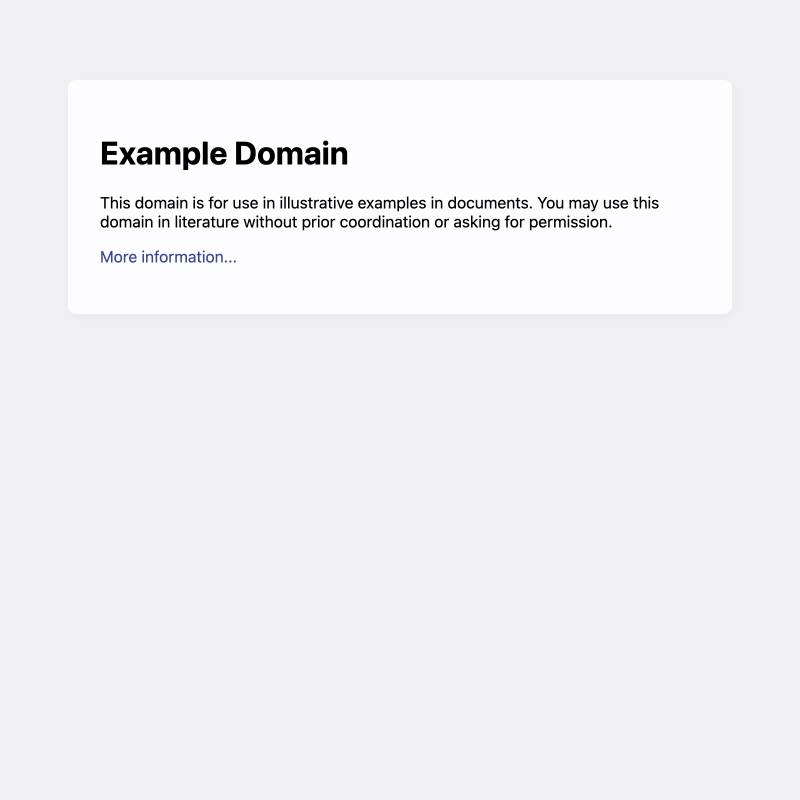 Example Domain
This domain is for use in illustrative examples in documents. You may use this
domain in literature without prior coordination or asking for permission.
More information...